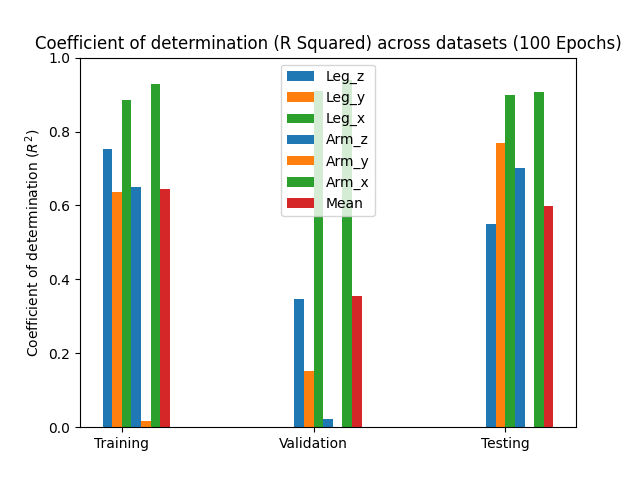 Coefficient of determination (R Squared) across datasets (100 Epochs)
Coefficient of determination (R²)
1.0
0.8
0.6
0.4
0.2
0.0
Leg_z
Leg_y
Leg_x
Arm_z
Arm_y
Arm_x
Mean
Training
Validation
Testing